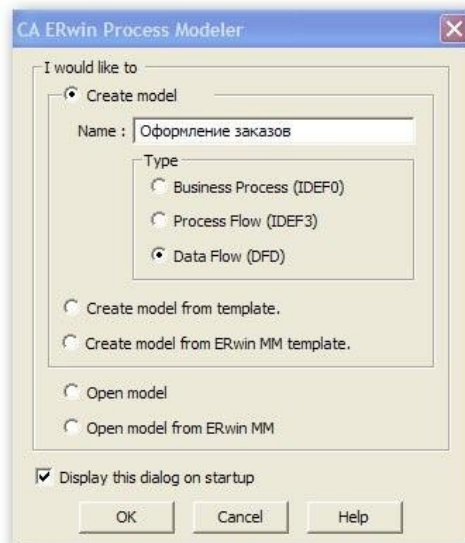 CA ERwin Process Modeler
I would like to
Create model
Name : Оформление заказов
Type
Business Process (IDEF0)
Process Flow (IDEF3)
Data Flow (DFD)
Create model from template.
Create model from ERwin MM template.
Open model
Open model from ERwin MM
Display this dialog on startup
OK Cancel Help